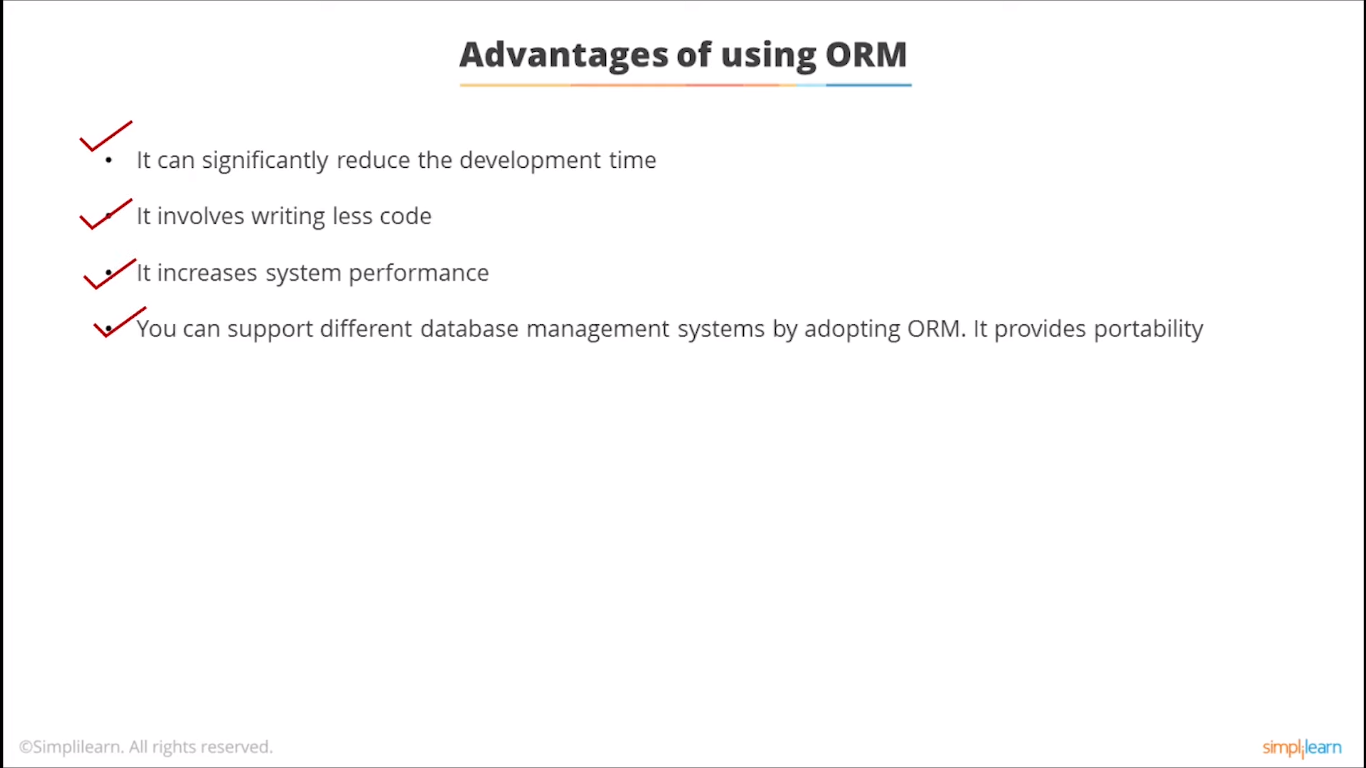 Advantages of using ORM
• It can significantly reduce the development time
• It involves writing less code
• It increases system performance
• You can support different database management systems by adopting ORM. It provides portability
©Simplilearn. All rights reserved.
simplilearn